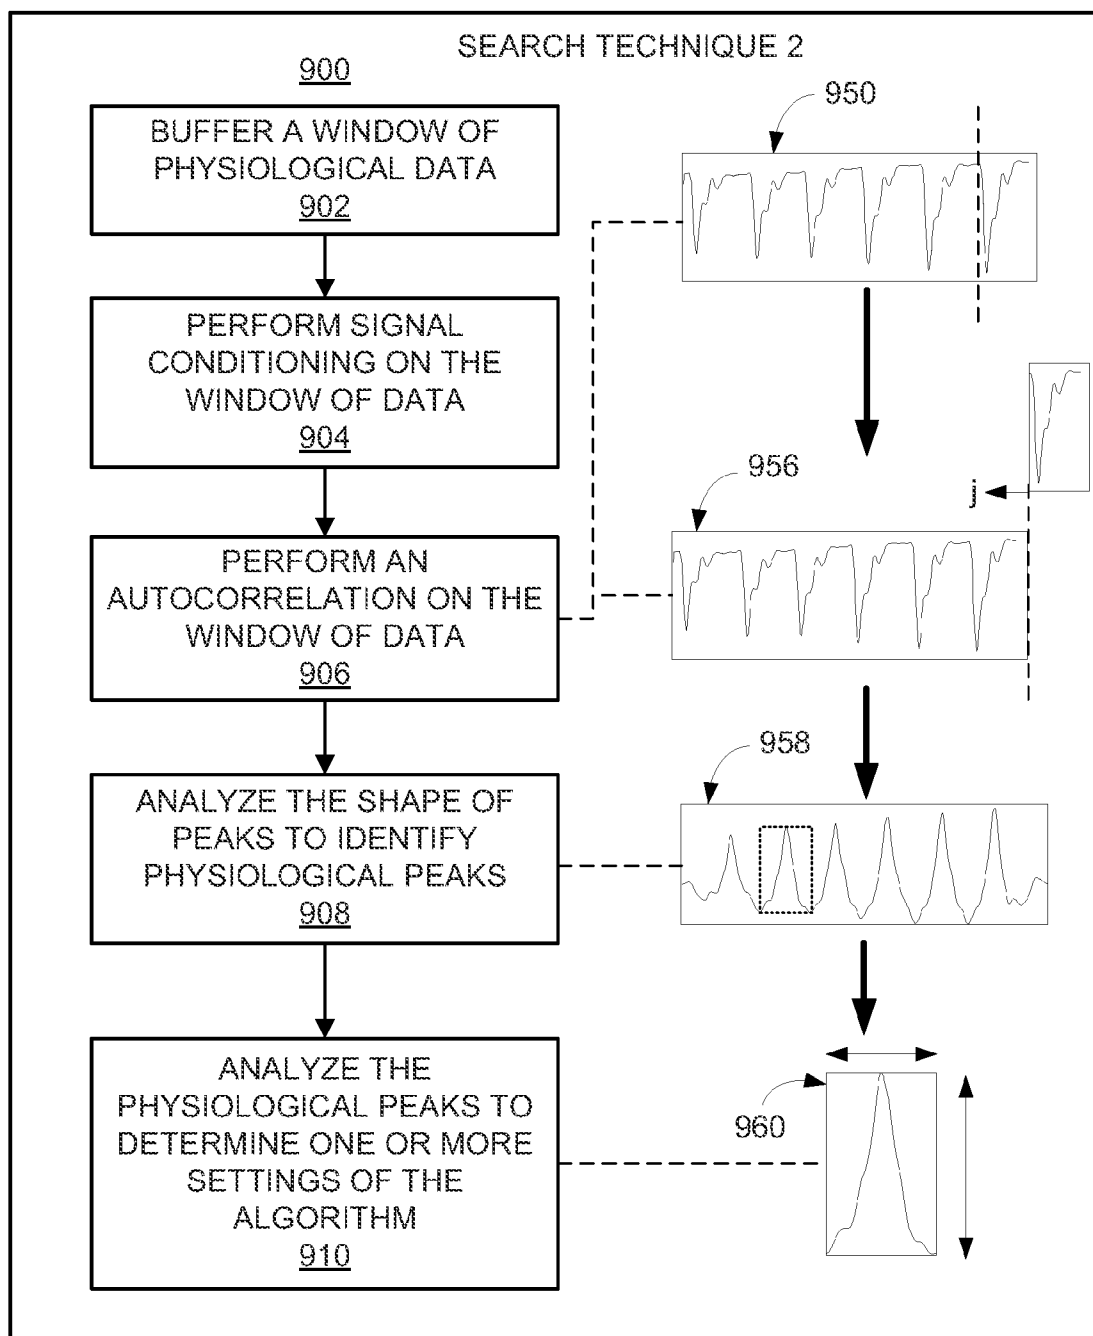 SEARCH TECHNIQUE 2
900
BUFFER A WINDOW OF
PHYSIOLOGICAL DATA
902
950
PERFORM SIGNAL
CONDITIONING ON THE
WINDOW OF DATA
904
j
956
PERFORM AN
AUTOCORRELATION ON THE
WINDOW OF DATA
906
958
ANALYZE THE SHAPE OF
PEAKS TO IDENTIFY
PHYSIOLOGICAL PEAKS
908
ANALYZE THE
PHYSIOLOGICAL PEAKS TO
DETERMINE ONE OR MORE
SETTINGS OF THE
ALGORITHM
910
960